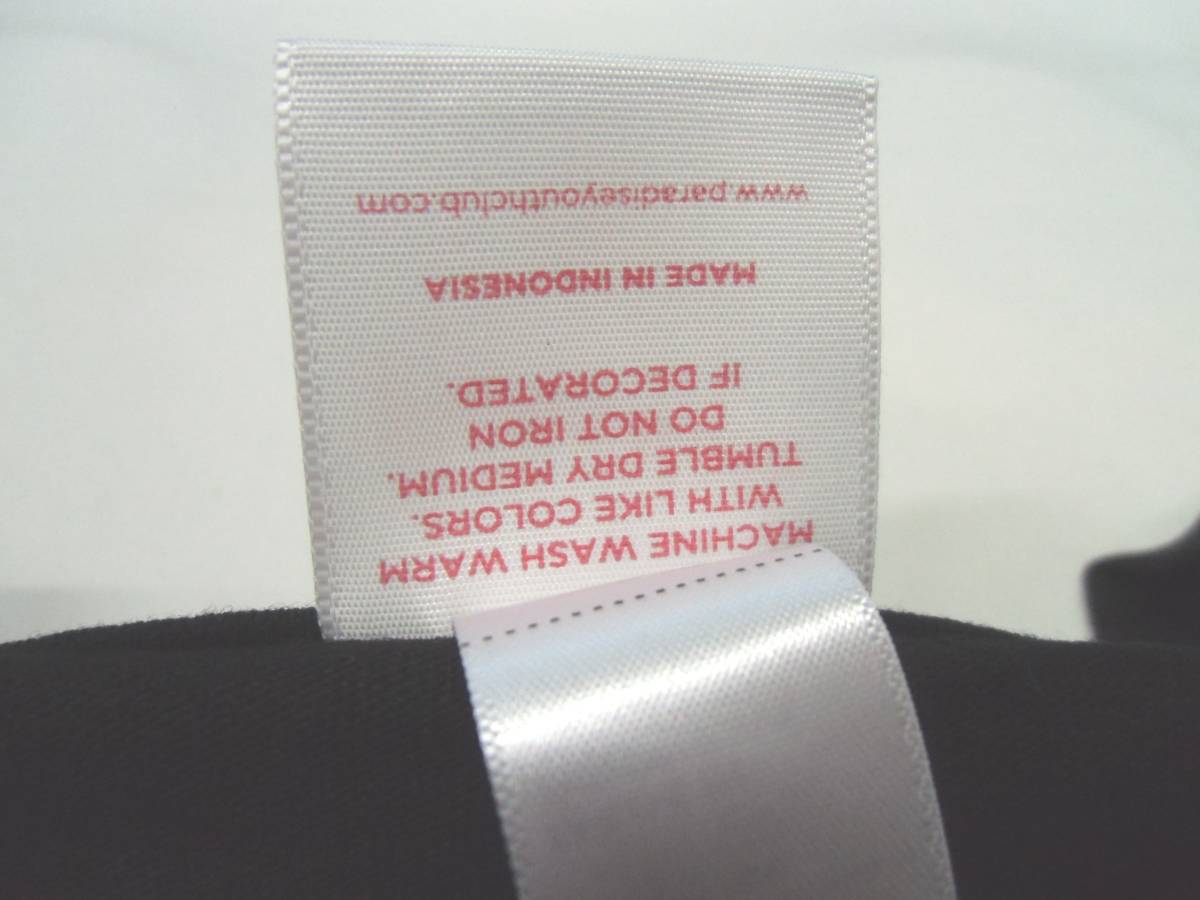 MACHINE WASH WARM
WITH LIKE COLORS.
TUMBLE DRY MEDIUM.
DO NOT IRON
IF DECORATED.
MADE IN INDONESIA
www.paradiseyouthclub.com